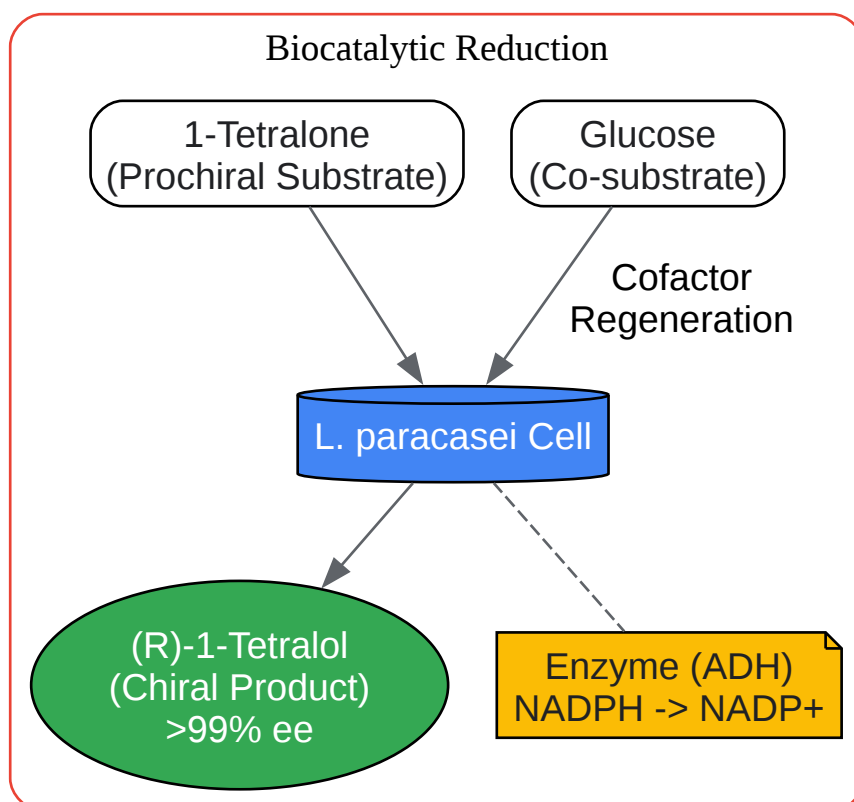 Biocatalytic Reduction
1-Tetralone
(Prochiral Substrate)
Glucose
(Co-substrate)
Cofactor
Regeneration
L. paracasei Cell
(R)-1-Tetralol
(Chiral Product)
>99% ee
Enzyme (ADH)
NADPH -> NADP+